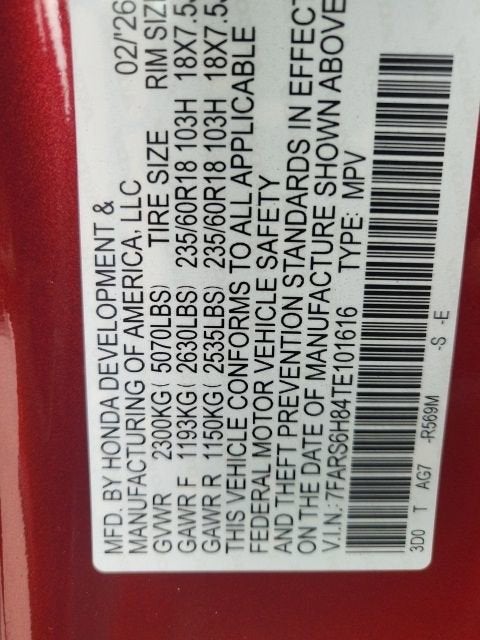 MFD. BY HONDA DEVELOPMENT &
MANUFACTURING OF AMERICA, LLC 02/'26
GVWR 2300KG( 5070LBS) TIRE SIZE RIM SIZ
GAWR F 1193KG( 2630LBS) 235/60R18 103H 18X7.5J
GAWR R 1150KG( 2535LBS) 235/60R18 103H 18X7.5J
THIS VEHICLE CONFORMS TO ALL APPLICABLE
FEDERAL MOTOR VEHICLE SAFETY
AND THEFT PREVENTION STANDARDS IN EFFECT
ON THE DATE OF MANUFACTURE SHOWN ABOVE
V.I.N.: 7FARS6H84TE101616 TYPE: MPV
3D0 T AG7 -R569M -S -E